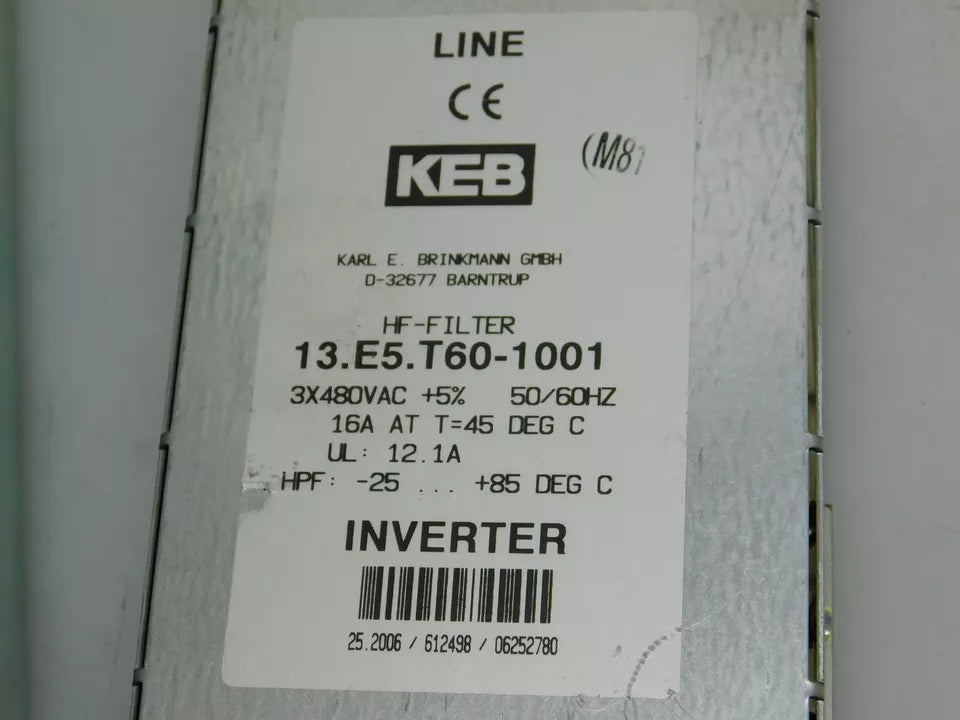 LINE
CE
KEB
(M81
KARL E. BRINKMANN GMBH
D-32677 BARNTRUP
HF-FILTER
13.E5.T60-1001
3X480VAC +5% 50/60HZ
16A AT T=45 DEG C
UL: 12.1A
HPF: -25 ... +85 DEG C
INVERTER
25.2006 / 612498 / 06252780